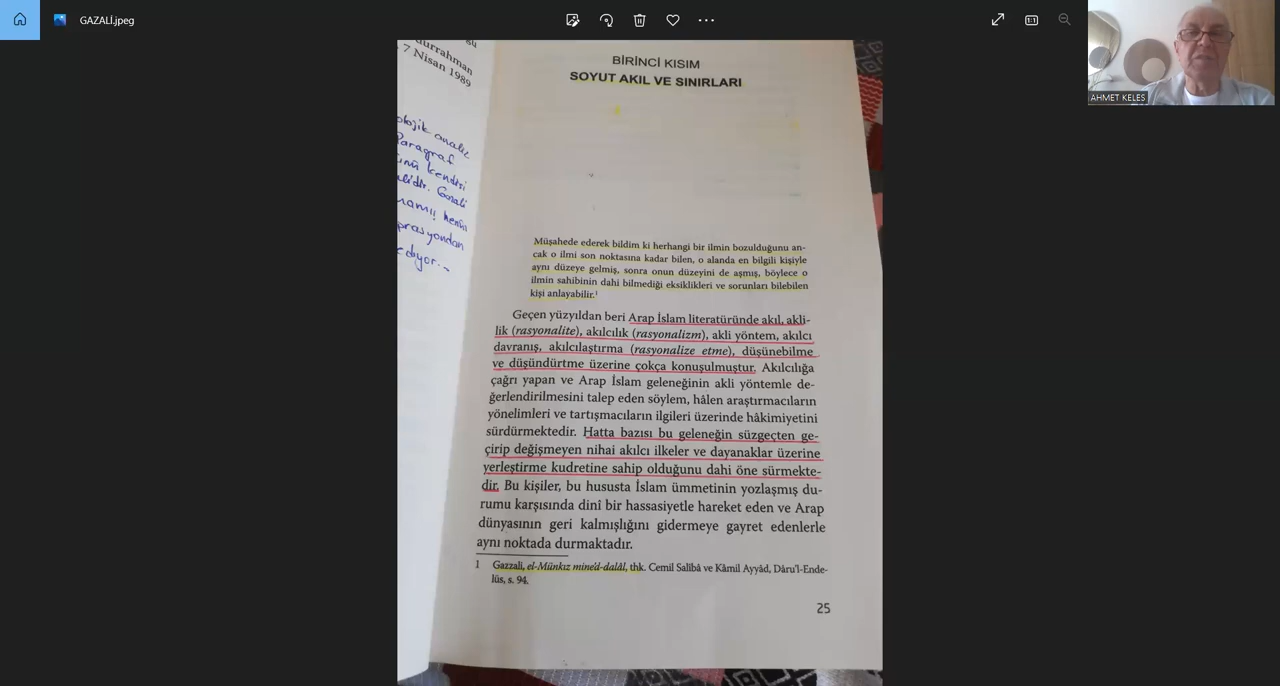 GAZALİ.jpeg
AHMET KELES
durrahman
7 Nisan 1989
analiz
Paragraf
kendisi
Gazali
BİRİNCİ KISIM
SOYUT AKIL VE SINIRLARI
Müşahede ederek bildim ki herhangi bir ilmin bozulduğunu an-
cak o ilmi son noktasına kadar bilen, o alanda en bilgili kişiyle
aynı düzeye gelmiş, sonra onun düzeyini de aşmış, böylece o
ilmin sahibinin dahi bilmediği eksiklikleri ve sorunları bilebilen
kişi anlayabilir.¹
Geçen yüzyıldan beri Arap İslam literatüründe akıl, akli-
lik (rasyonalite), akılcılık (rasyonalizm), akli yöntem, akılcı
davranış, akılcılaştırma (rasyonalize etme), düşünebilme
ve düşündürtme üzerine çokça konuşulmuştur. Akılcılığa
çağrı yapan ve Arap İslam geleneğinin akli yöntemle de-
ğerlendirilmesini talep eden söylem, hâlen araştırmacıların
yönelimleri ve tartışmacıların ilgileri üzerinde hâkimiyetini
sürdürmektedir. Hatta bazısı bu geleneğin süzgeçten ge-
çirip değişmeyen nihai akılcı ilkeler ve dayanaklar üzerine
yerleştirme kudretine sahip olduğunu dahi öne sürmekte-
dir. Bu kişiler, bu hususta İslam ümmetinin yozlaşmış du-
rumu karşısında dinî bir hassasiyetle hareket eden ve Arap
dünyasının geri kalmışlığını gidermeye gayret edenlerle
aynı noktada durmaktadır.
1 Gazzali, el-Münkız mine'd-dalâl, thk. Cemil Salîbâ ve Kâmil Ayyâd, Dâru'l-Ende-
lüs, s. 94.
25